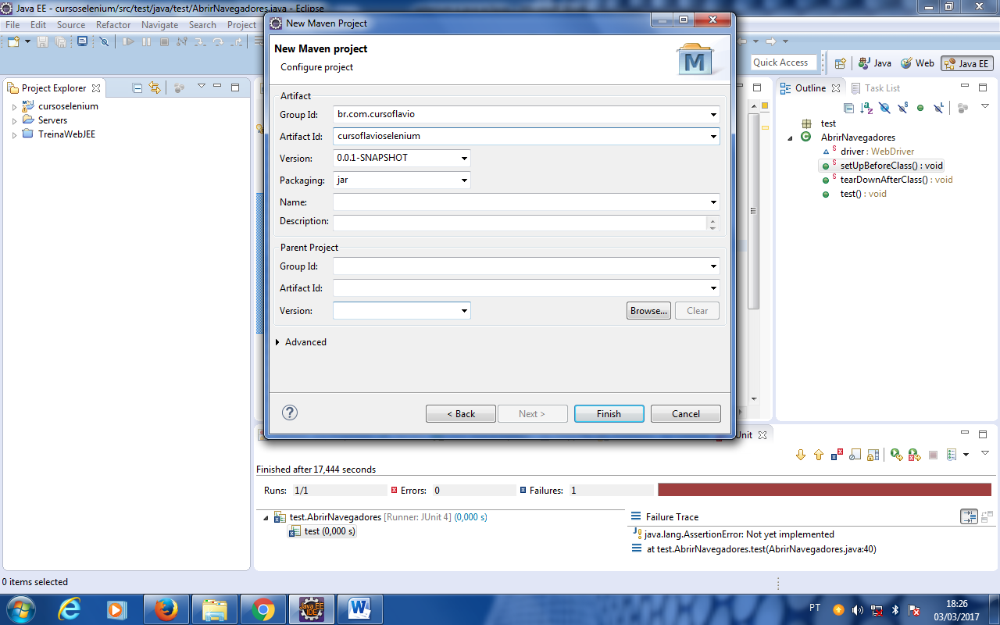 Java EE - cursoselenium/src/test/java/test/AbrirNavegadores.java - Eclipse
File Edit Source Refactor Navigate Search Project
Quick Access Java Web Java EE
Project Explorer
cursoselenium
Servers
TreinaWebJEE
New Maven Project
New Maven project
Configure project
M
Artifact
Group Id: br.com.cursoflavio
Artifact Id: cursoflavioselenium
Version: 0.0.1-SNAPSHOT
Packaging: jar
Name:
Description:
Parent Project
Group Id:
Artifact Id:
Version: Browse... Clear
Advanced
< Back Next > Finish Cancel
Outline Task List
test
AbrirNavegadores
driver : WebDriver
setUpBeforeClass() : void
tearDownAfterClass() : void
test() : void
Unit
Finished after 17,444 seconds
Runs: 1/1 Errors: 0 Failures: 1
test.AbrirNavegadores [Runner: JUnit 4] (0,000 s)
test (0,000 s)
Failure Trace
java.lang.AssertionError: Not yet implemented
at test.AbrirNavegadores.test(AbrirNavegadores.java:40)
0 items selected
Java EE
IDE
W
PT
18:26
03/03/2017